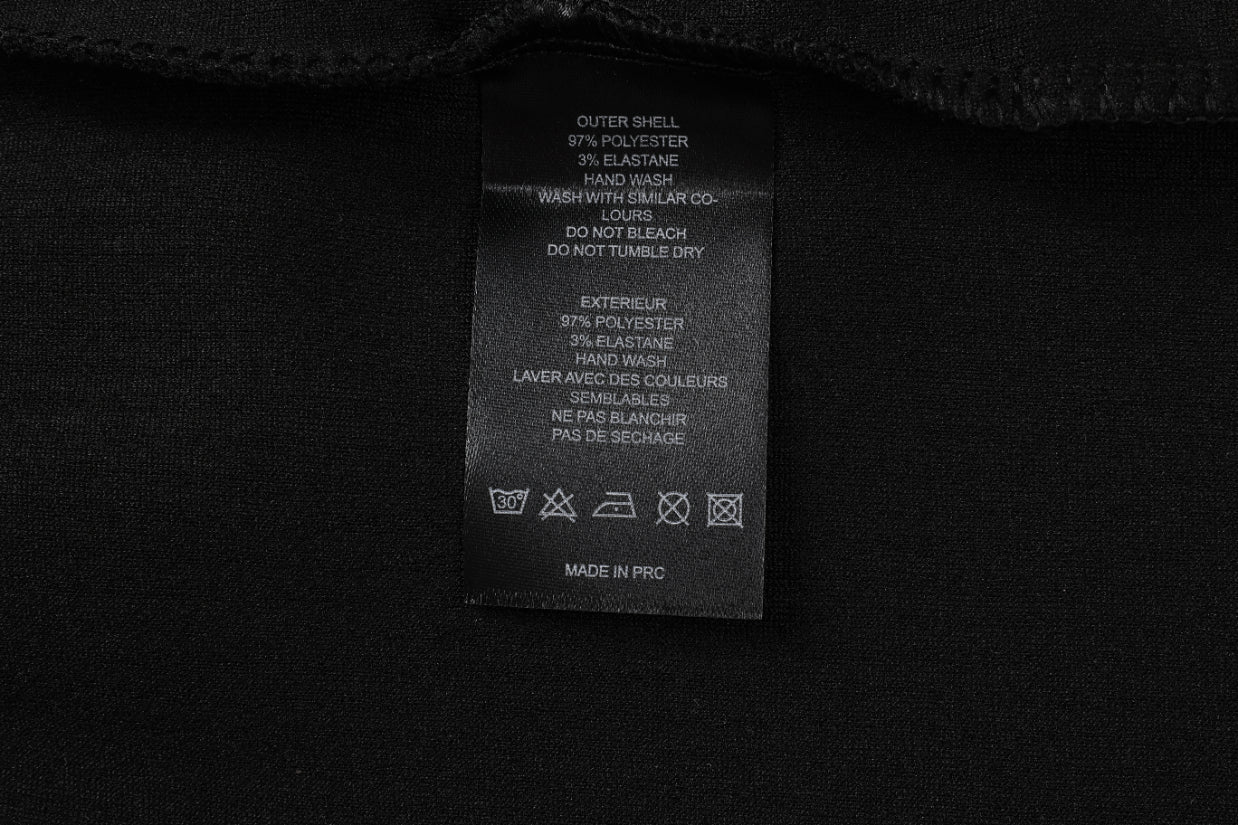 OUTER SHELL
97% POLYESTER
3% ELASTANE
HAND WASH
WASH WITH SIMILAR CO-
LOURS
DO NOT BLEACH
DO NOT TUMBLE DRY
EXTERIEUR
97% POLYESTER
3% ELASTANE
HAND WASH
LAVER AVEC DES COULEURS
SEMBLABLES
NE PAS BLANCHIR
PAS DE SECHAGE
30°
MADE IN PRC